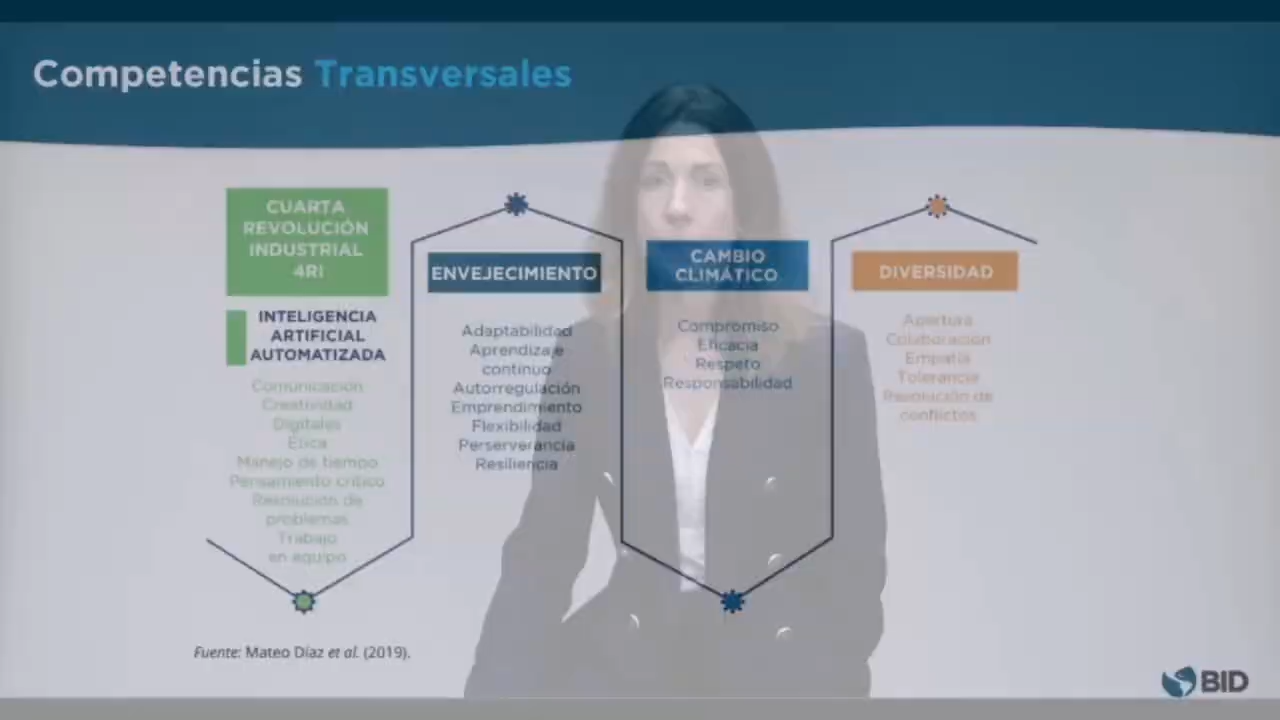 Competencias Transversales
CUARTA
REVOLUCIÓN
INDUSTRIAL
4RI
INTELIGENCIA
ARTIFICIAL
AUTOMATIZADA
Comunicación
Creatividad
Digitales
Ética
Manejo de tiempo
Pensamiento crítico
Resolución de
problemas
Trabajo
en equipo
ENVEJECIMIENTO
Adaptabilidad
Aprendizaje
continuo
Autorregulación
Emprendimiento
Flexibilidad
Perserverancia
Resiliencia
CAMBIO
CLIMÁTICO
Compromiso
Eficacia
Respeto
Responsabilidad
DIVERSIDAD
Apertura
Colaboración
Empatía
Tolerancia
Resolución de
conflictos
Fuente: Mateo Díaz et al. (2019).
BID